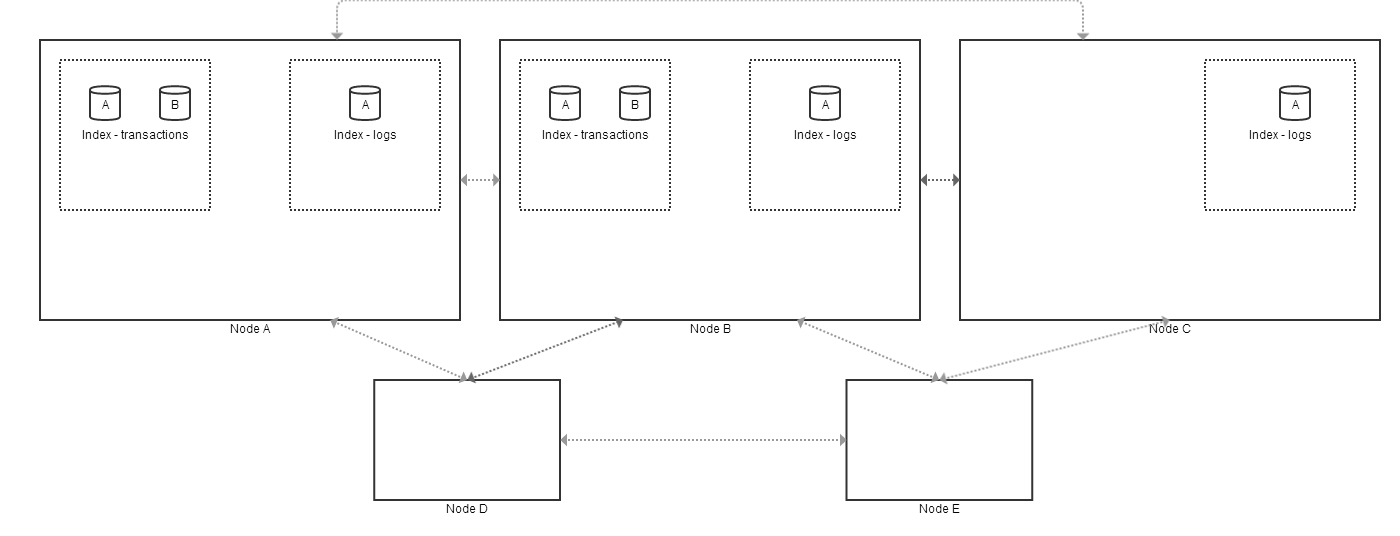 A B
Index - transactions
A
Index - logs
Node A
A B
Index - transactions
A
Index - logs
Node B
A
Index - logs
Node C
Node D
Node E